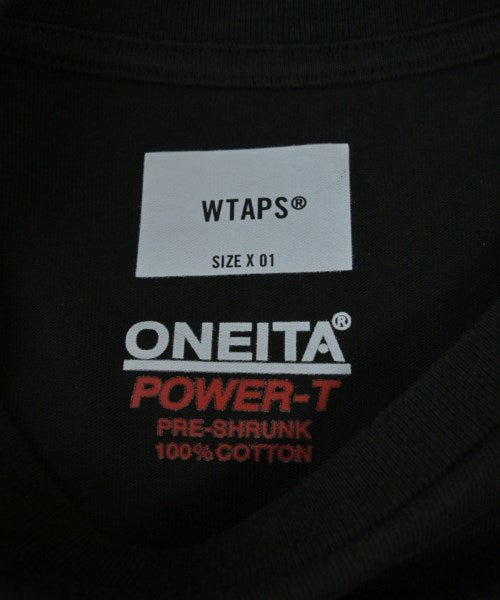 WTAPS®
SIZE X 01
ONEITA®
POWER-T
PRE-SHRUNK
100% COTTON